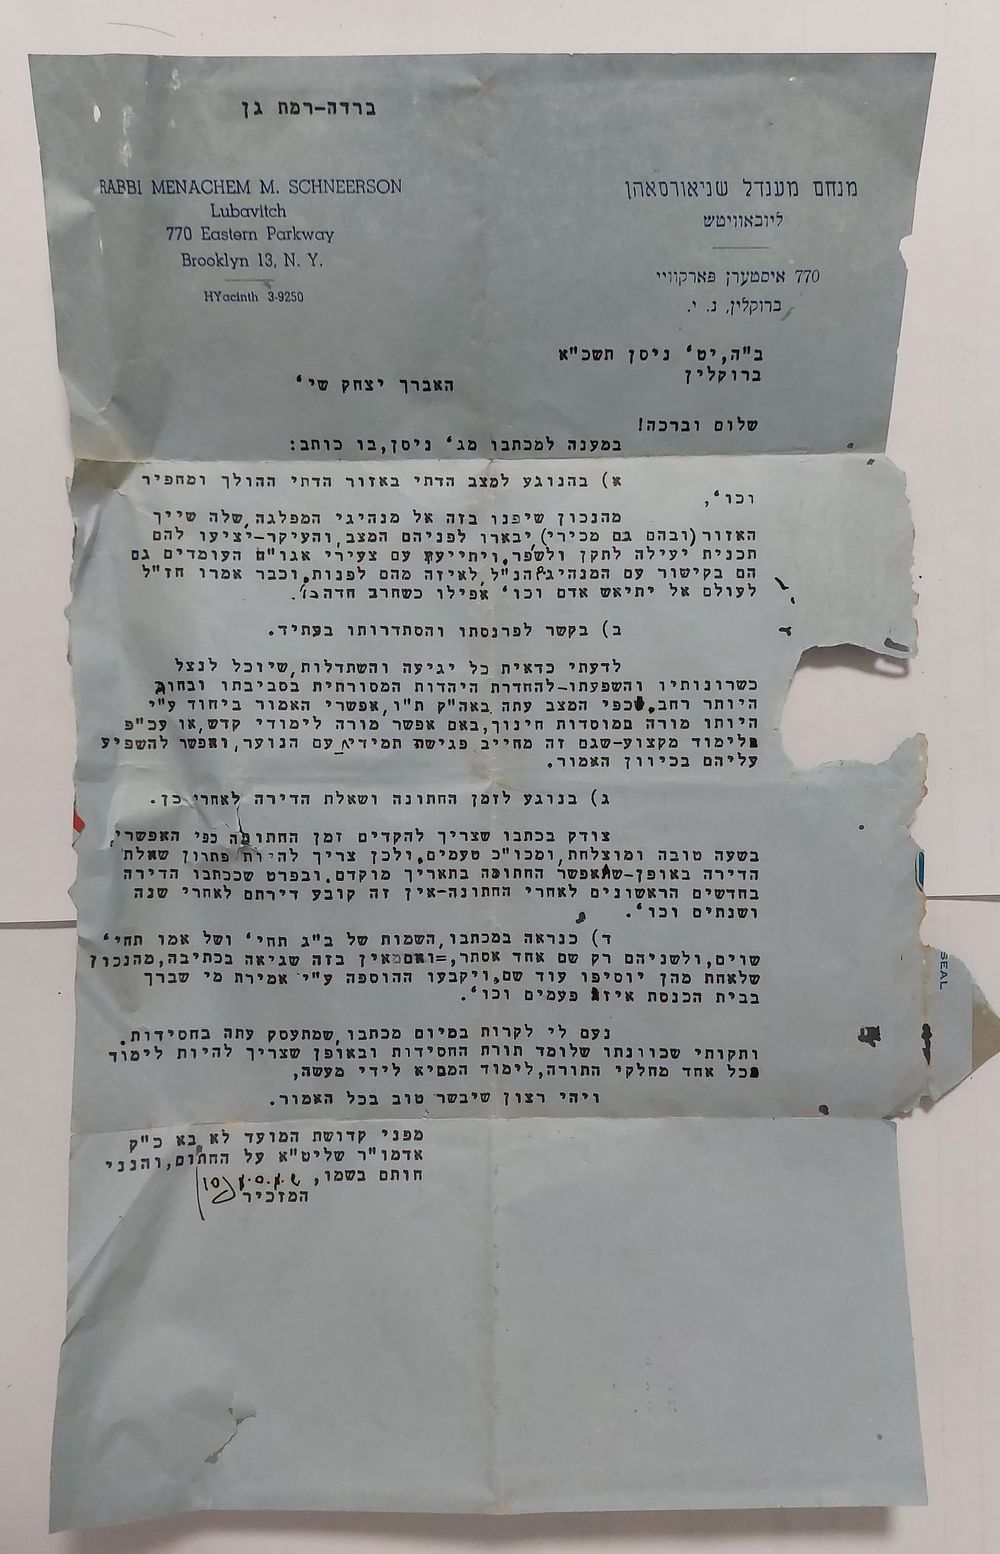 ברדה-רמת גן
RABBI MENACHEM M. SCHNEERSON
Lubavitch
770 Eastern Parkway
Brooklyn 13, N. Y.
HYacinth 3-9250
מנחם מענדל שניאורסאהן
ליובאוויטש
770 איסטערן פארקוויי
ברוקלין, נ. י.
ב"ה,יט' ניסן תשכ"א
ברוקלין
האברך יצחק שי'
שלום וברכה!
במענה למכתבו מג' ניסן,בו כותב:
א) בהנוגע למצב הדתי באזור הדתי ההולך ומחפיר
וכו',
מהנכון שיפנו בזה אל מנהיגי המפלגה,שלה שייך
האזור(ובהם גם מכירי),יבארו לפניהם המצב,והעיקר-יציעו להם
תכנית יעילה לתקן ולשפר.ויתייעץ עם צעירי אגו"ח העומדים גם
הם בקישור עם המנהיגי הנ"ל,לאיזה מהם לפנות.וכבר אמרו חז"ל
לעולם אל יתיאש אדם וכו' אפילו כשחרב חדה כו'.
ב) בקשר לפרנסתו והסתדרותו בעתיד.
לדעתי כדאית כל יגיעה והשתדלות,שיוכל לנצל
כשרונותיו והשפעתו-להחדרת היהדות המסורתית בסביבתו ובחוג
היותר רחב.וכפי המצב עתה באה"ק ת"ו,אפשרי האמור ביחוד ע"י
היותו מורה במוסדות חינוך,באם אפשר מורה לימודי קדש,או עכ"פ
לימוד מקצוע-שגם זה מחייב פגישת תמידית עם הנוער,ואפשר להשפיע
עליהם בכיוון האמור.
ג) בנוגע לזמן החתונה ושאלת הדירה לאחרי כן.
צודק בכתבו שצריך להקדים זמן החתונה כפי האפשרי,
בשעה טובה ומוצלחת,ומכו"כ טעמים.ולכן צריך להיות פתרון שאלת
הדירה באופן-שתאפשר החתונה בתאריך מוקדם.ובפרט שככתבו הדירה
בחדשים הראשונים לאחרי החתונה-אין זה קובע דירתם לאחרי שנה
ושנתים וכו'.
ד) כנראה במכתבו,השמות של ב"ג תחי' ושל אמו תחי'
שוים,ולשניהם רק שם אחד אסתר,=ואם אין בזה שגיאה בכתיבה,מהנכון
שלאחת מהן יוסיפו עוד שם,ויקבעו ההוספה ע"י אמירת מי שברך
בבית הכנסת איזה פעמים וכו'.
נעם לי לקרות בסיום מכתבו,שמתעסק עתה בחסידות.
ותקותי שכוונתו שלומד תורת החסידות ובאופן שצריך להיות לימוד
כל אחד מחלקי התורה,לימוד המביא לידי מעשה,
ויהי רצון שיבשר טוב בכל האמור.
מפני קדושת המועד לא בא כ"ק
אדמו"ר שליט"א על החתום,והנני
חותם בשמו,
המזכיר